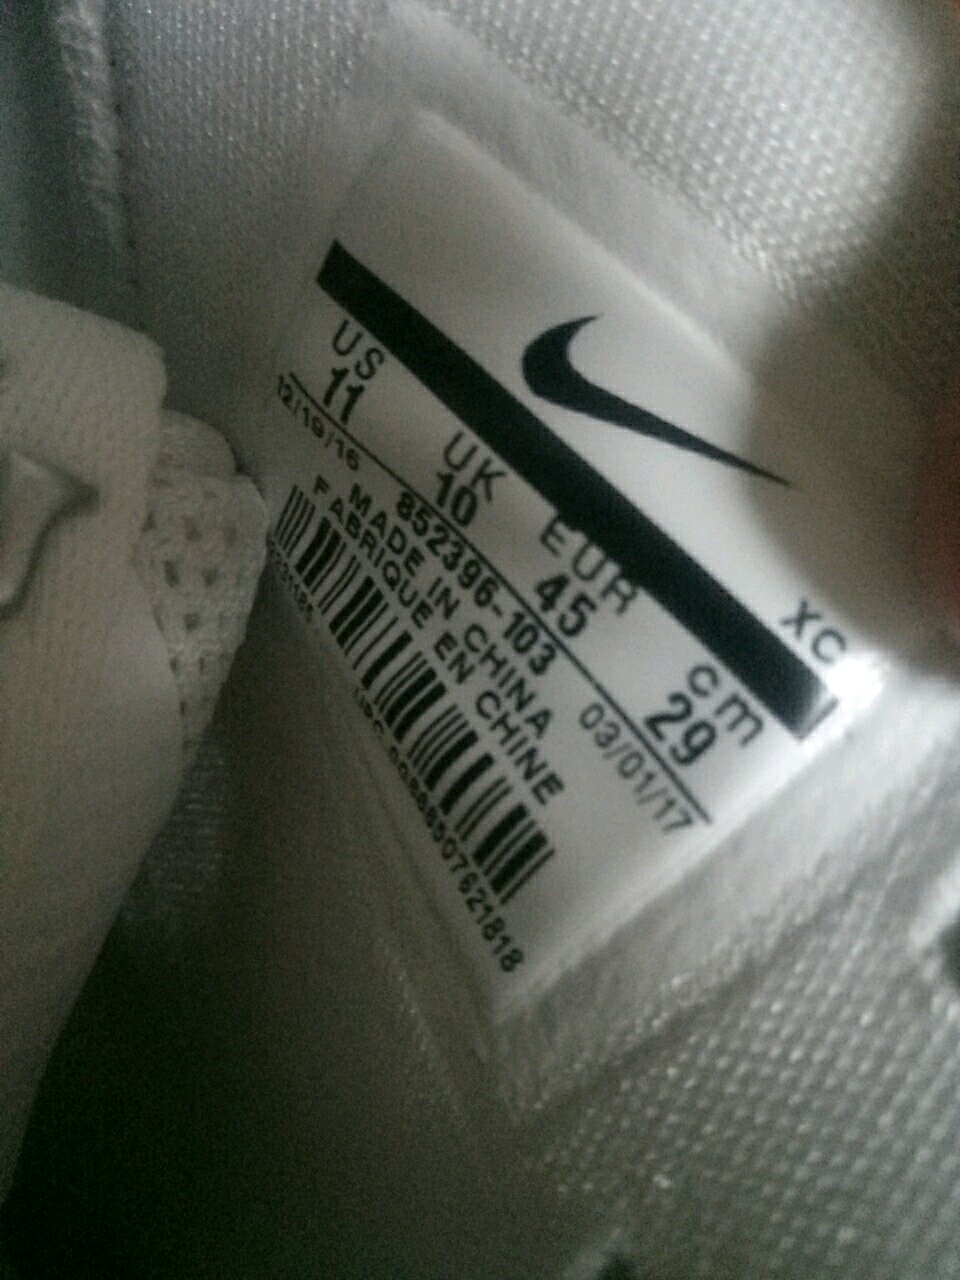 XC
US UK EUR cm
11 10 45 29
12/19/16 852396-103 03/01/17
MADE IN CHINA
FABRIQUE EN CHINE